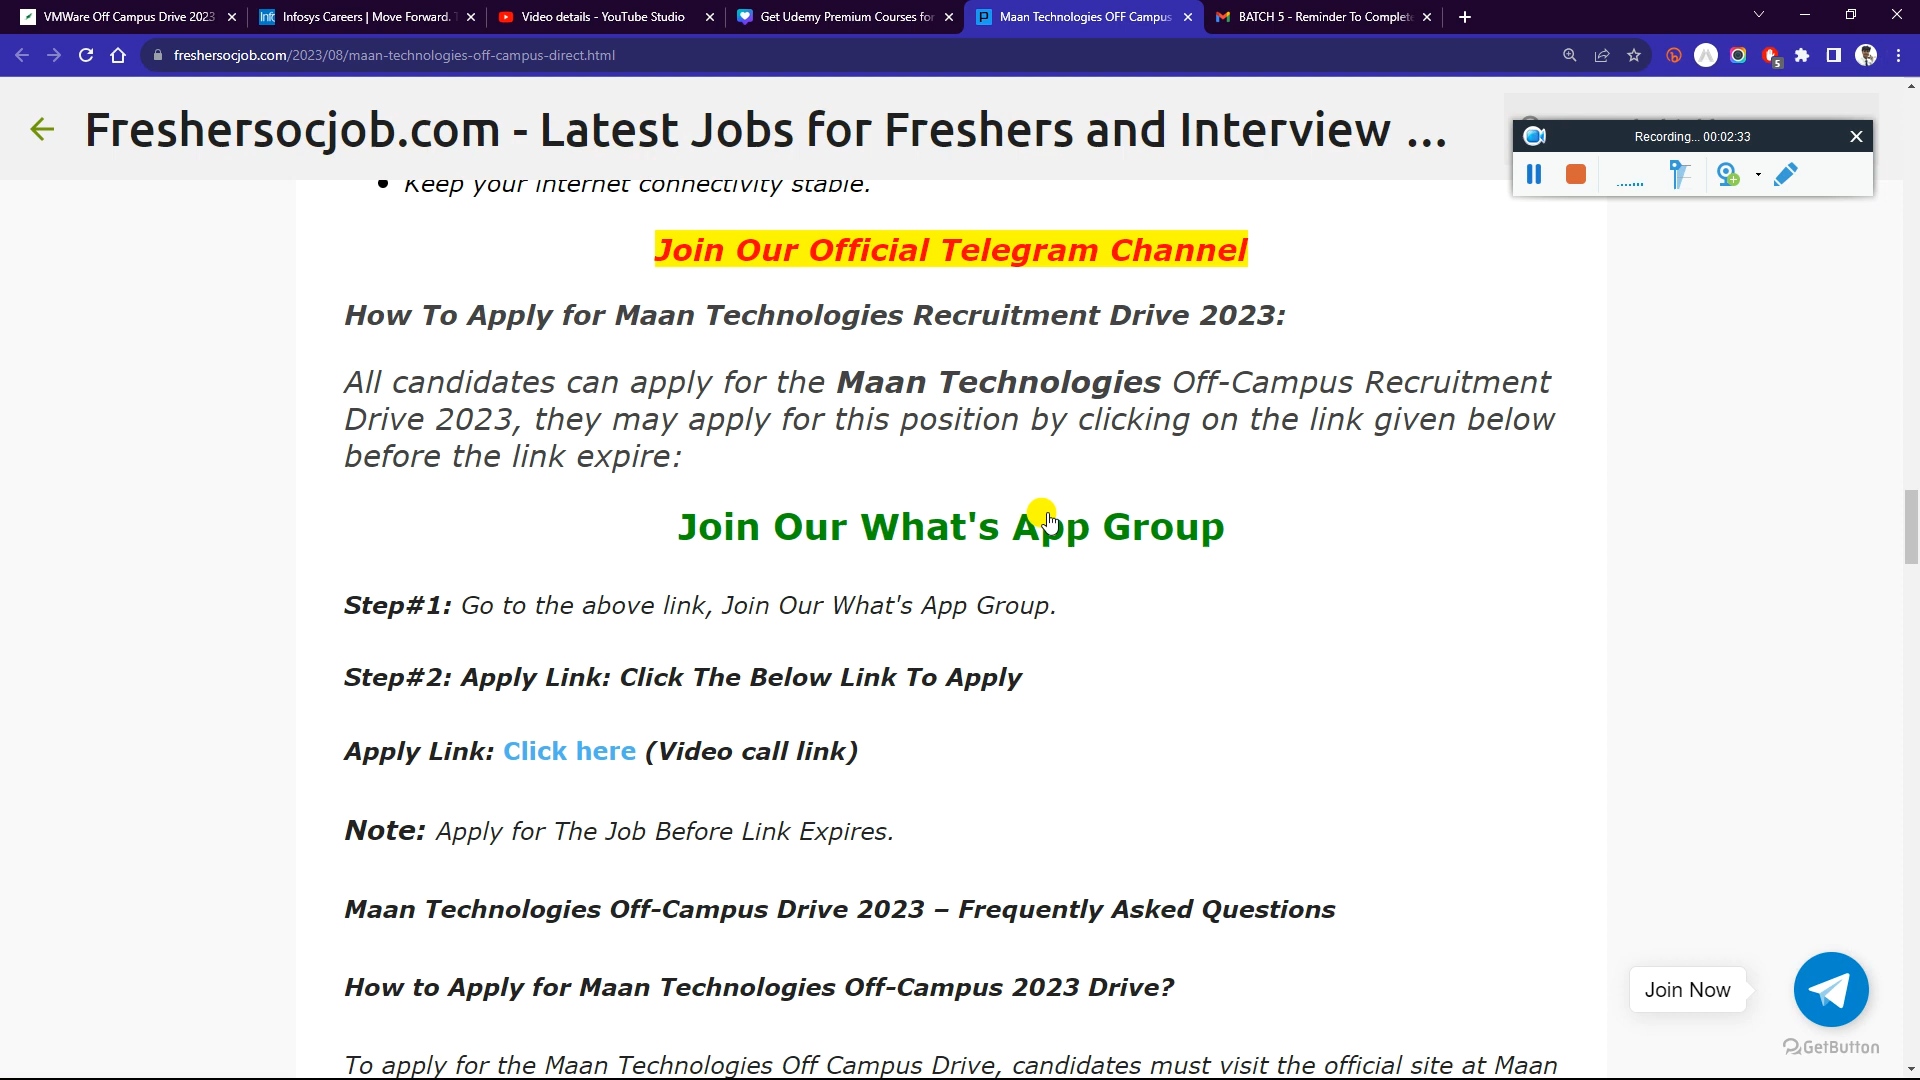 VMWare Off Campus Drive 2023
Infosys Careers | Move Forward.
Video details - YouTube Studio
Get Udemy Premium Courses for
Maan Technologies OFF Campus
BATCH 5 - Reminder To Complet
freshersocjob.com/2023/08/maan-technologies-off-campus-direct.html
5
Freshersocjob.com - Latest Jobs for Freshers and Interview ...
Recording... 00:02:33
Keep your internet connectivity stable.
Join Our Official Telegram Channel
How To Apply for Maan Technologies Recruitment Drive 2023:
All candidates can apply for the Maan Technologies Off-Campus Recruitment
Drive 2023, they may apply for this position by clicking on the link given below
before the link expire:
Join Our What's App Group
Step#1: Go to the above link, Join Our What's App Group.
Step#2: Apply Link: Click The Below Link To Apply
Apply Link: Click here (Video call link)
Note: Apply for The Job Before Link Expires.
Maan Technologies Off-Campus Drive 2023 – Frequently Asked Questions
How to Apply for Maan Technologies Off-Campus 2023 Drive?
Join Now
GetButton
To apply for the Maan Technologies Off Campus Drive, candidates must visit the official site at Maan